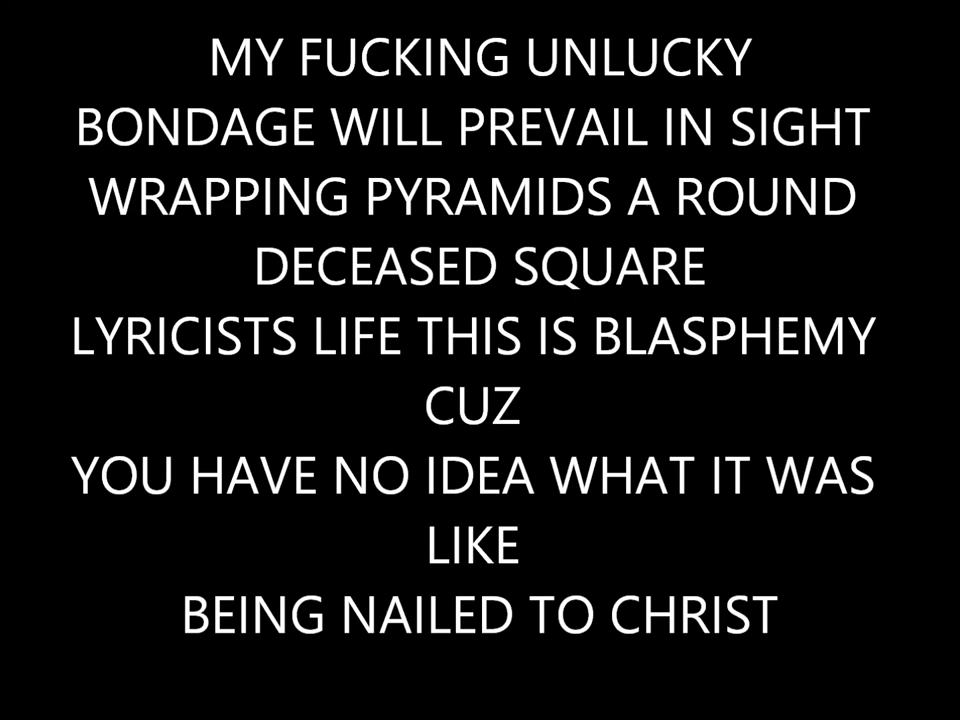 MY FUCKING UNLUCKY
BONDAGE WILL PREVAIL IN SIGHT
WRAPPING PYRAMIDS A ROUND
DECEASED SQUARE
LYRICISTS LIFE THIS IS BLASPHEMY
CUZ
YOU HAVE NO IDEA WHAT IT WAS
LIKE
BEING NAILED TO CHRIST